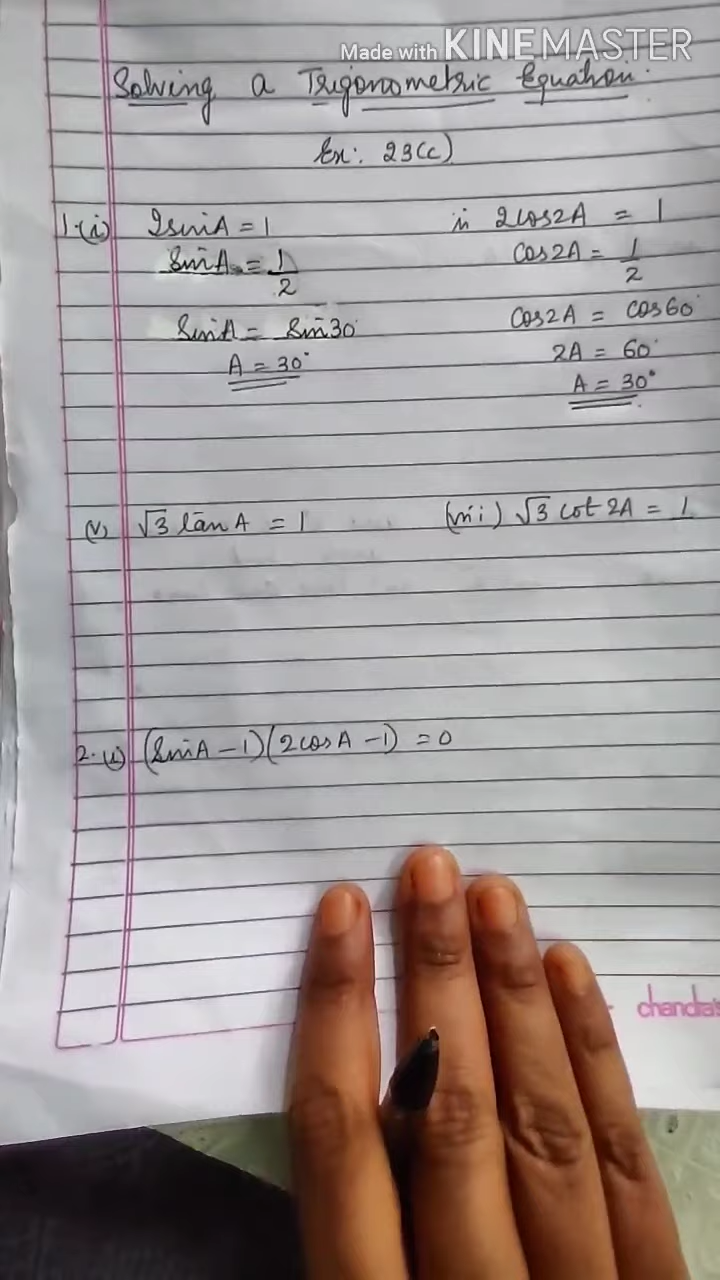 Made with KINEMASTER
Solving a Trigonometric Equation.
Ex: 23(c)
1.(i) 2sinA = 1
sinA = 1/2
sinA = sin30°
A = 30°
ii 2cos2A = 1
cos2A = 1/2
cos2A = cos60°
2A = 60°
A = 30°
(v) √3 tanA = 1
(vii) √3 cot 2A = 1
2.(i) (sinA - 1)(2cosA - 1) = 0